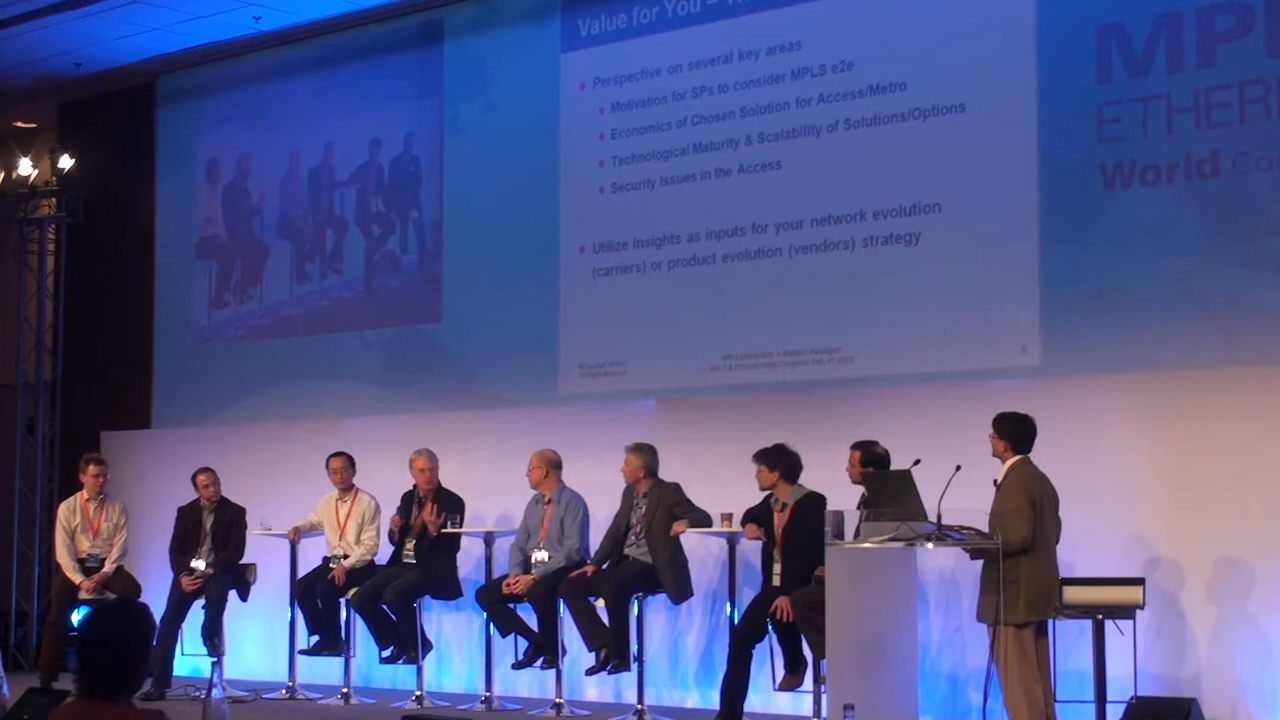 Value for You –
Perspective on several key areas
Motivation for SPs to consider MPLS e2e
Economics of Chosen Solution for Access/Metro
Technological Maturity & Scalability of Solutions/Options
Security Issues in the Access
Utilize insights as inputs for your network evolution
(carriers) or product evolution (vendors) strategy
MPL
ETHER
World Co